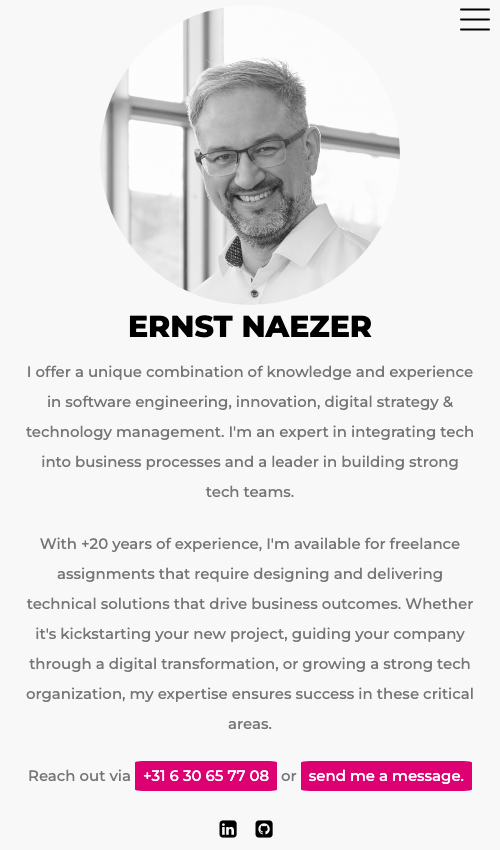 ERNST NAEZER
I offer a unique combination of knowledge and experience
in software engineering, innovation, digital strategy &
technology management. I'm an expert in integrating tech
into business processes and a leader in building strong
tech teams.
With +20 years of experience, I'm available for freelance
assignments that require designing and delivering
technical solutions that drive business outcomes. Whether
it's kickstarting your new project, guiding your company
through a digital transformation, or growing a strong tech
organization, my expertise ensures success in these critical
areas.
Reach out via +31 6 30 65 77 08 or send me a message.
in